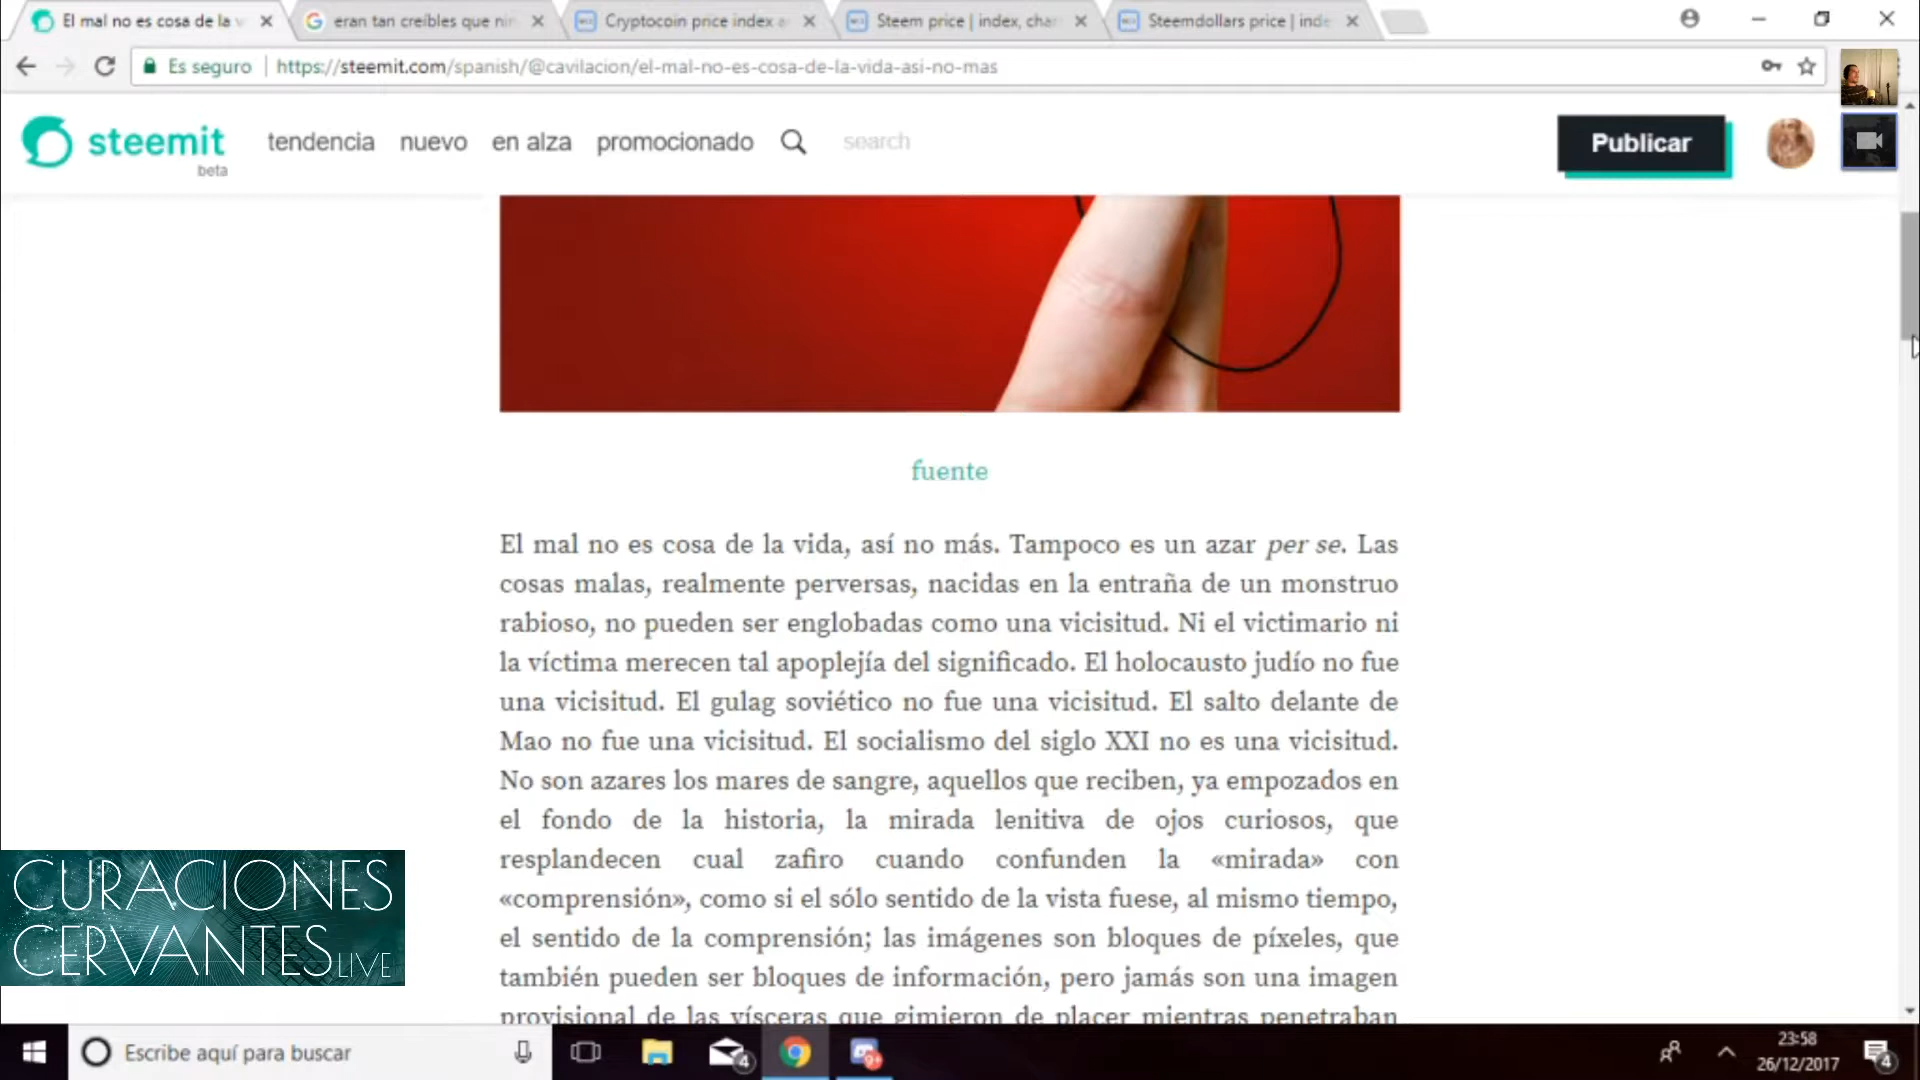 El mal no es cosa de la v
eran tan creíbles que nin
Cryptocoin price index a
Steem price | index, cha
Steemdollars price | inde
Es seguro
https://steemit.com/spanish/@cavilacion/el-mal-no-es-cosa-de-la-vida-asi-no-mas
steemit
beta
tendencia nuevo en alza promocionado
search
Publicar
fuente
El mal no es cosa de la vida, así no más. Tampoco es un azar per se. Las
cosas malas, realmente perversas, nacidas en la entraña de un monstruo
rabioso, no pueden ser englobadas como una vicisitud. Ni el victimario ni
la víctima merecen tal apoplejía del significado. El holocausto judío no fue
una vicisitud. El gulag soviético no fue una vicisitud. El salto delante de
Mao no fue una vicisitud. El socialismo del siglo XXI no es una vicisitud.
No son azares los mares de sangre, aquellos que reciben, ya empozados en
el fondo de la historia, la mirada lenitiva de ojos curiosos, que
resplandecen cual zafiro cuando confunden la «mirada» con
«comprensión», como si el sólo sentido de la vista fuese, al mismo tiempo,
el sentido de la comprensión; las imágenes son bloques de píxeles, que
también pueden ser bloques de información, pero jamás son una imagen
provisional de las vísceras que gimieron de placer mientras penetraban
CURACIONES
CERVANTES LIVE
Escribe aquí para buscar
4
9+
23:58
26/12/2017
4